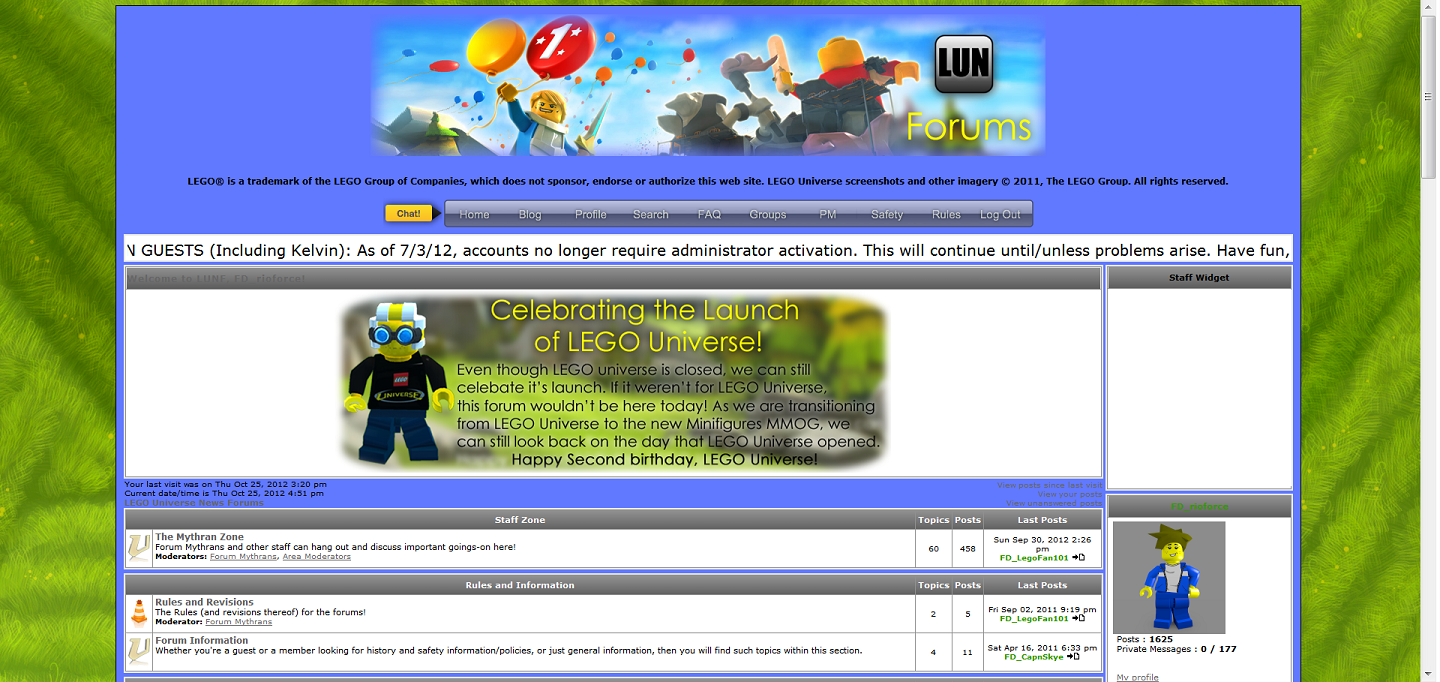 1
LUN
Forums
LEGO® is a trademark of the LEGO Group of Companies, which does not sponsor, endorse or authorize this web site. LEGO Universe screenshots and other imagery © 2011, The LEGO Group. All rights reserved.
Chat! Home Blog Profile Search FAQ Groups PM Safety Rules Log Out
N GUESTS (Including Kelvin): As of 7/3/12, accounts no longer require administrator activation. This will continue until/unless problems arise. Have fun,
Welcome to LUNF, FD_rioforce!
Staff Widget
Celebrating the Launch
of LEGO Universe!
Even though LEGO universe is closed, we can still
celebate it's launch. If it weren't for LEGO Universe,
this forum wouldn't be here today! As we are transitioning
from LEGO Universe to the new Minifigures MMOG, we
can still look back on the day that LEGO Universe opened.
Happy Second birthday, LEGO Universe!
LEGO
UNIVERSE
Your last visit was on Thu Oct 25, 2012 3:20 pm
Current date/time is Thu Oct 25, 2012 4:51 pm
LEGO Universe News Forums
View posts since last visit
View your posts
View unanswered posts
Staff Zone Topics Posts Last Posts
The Mythran Zone
Forum Mythrans and other staff can hang out and discuss important goings-on here!
Moderators: Forum Mythrans, Area Moderators
60 458
Sun Sep 30, 2012 2:26
pm
FD_LegoFan101
Rules and Information Topics Posts Last Posts
Rules and Revisions
The Rules (and revisions thereof) for the forums!
Moderator: Forum Mythrans
2 5
Fri Sep 02, 2011 9:19 pm
FD_LegoFan101
Forum Information
Whether you're a guest or a member looking for history and safety information/policies, or just general information, then you will find such topics within this section.
4 11
Sat Apr 16, 2011 6:33 pm
FD_CapnSkye
FD_rioforce
Posts : 1625
Private Messages : 0 / 177
My profile